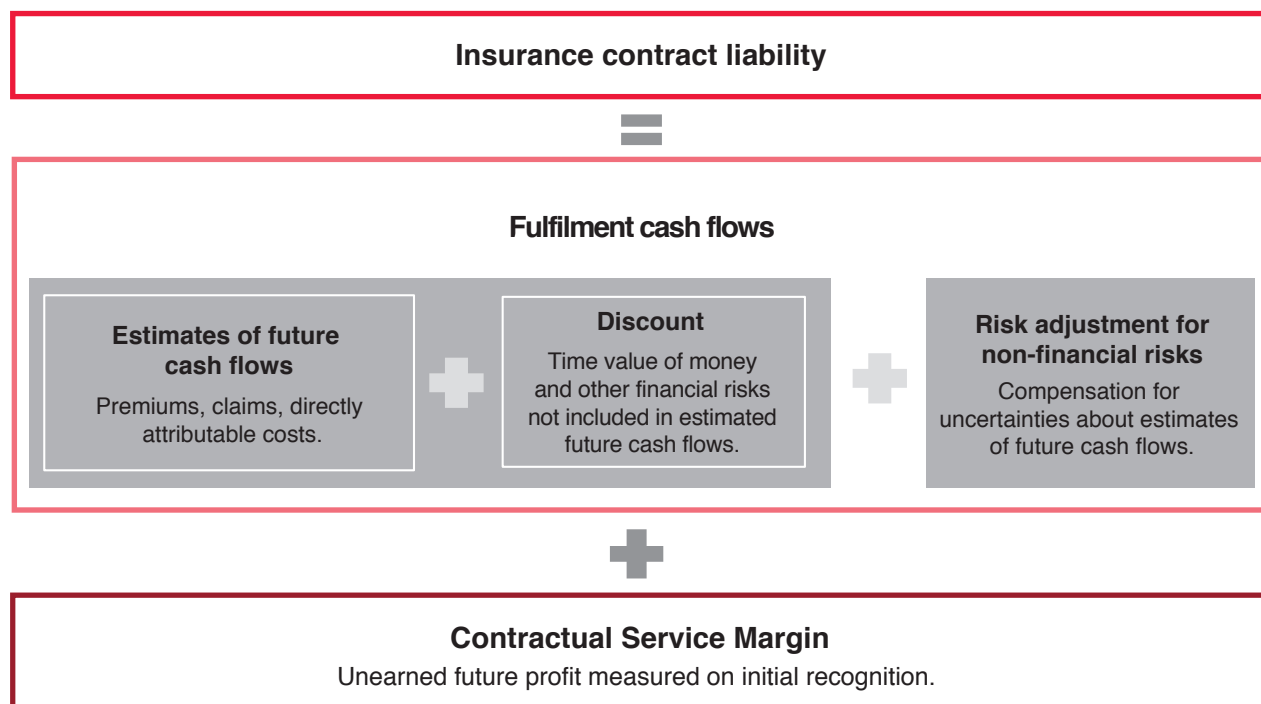 Insurance contract liability
Fulfilment cash flows
Estimates of future
cash flows
Premiums, claims, directly
attributable costs.
Discount
Time value of money
and other financial risks
not included in estimated
future cash flows.
Risk adjustment for
non-financial risks
Compensation for
uncertainties about estimates
of future cash flows.
Contractual Service Margin
Unearned future profit measured on initial recognition.